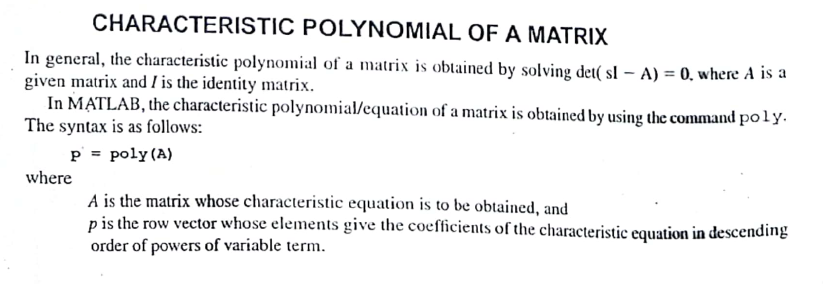 CHARACTERISTIC POLYNOMIAL OF A MATRIX
In general, the characteristic polynomial of a matrix is obtained by solving det( sI – A) = 0, where A is a
given matrix and I is the identity matrix.
In MATLAB, the characteristic polynomial/equation of a matrix is obtained by using the command poly.
The syntax is as follows:
p = poly(A)
where
A is the matrix whose characteristic equation is to be obtained, and
p is the row vector whose elements give the coefficients of the characteristic equation in descending
order of powers of variable term.